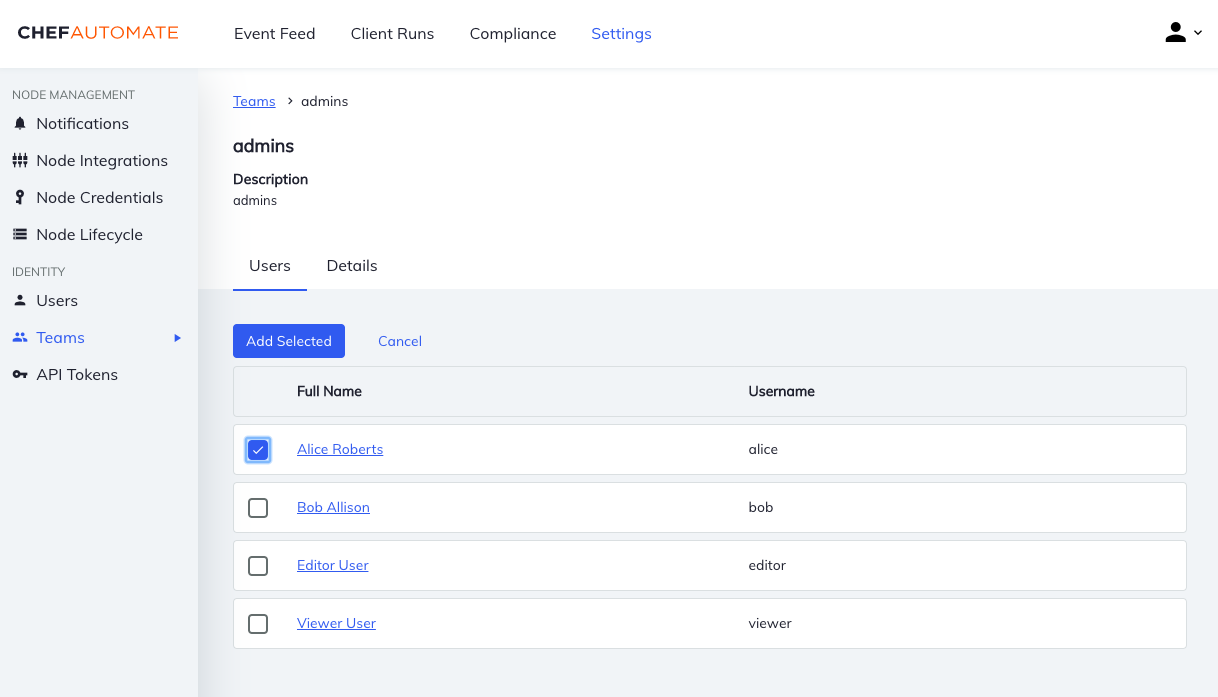 CHEFAUTOMATE Event Feed Client Runs Compliance Settings
NODE MANAGEMENT
Notifications
Node Integrations
Node Credentials
Node Lifecycle
IDENTITY
Users
Teams
API Tokens
Teams > admins
admins
Description
admins
Users Details
Add Selected Cancel
Full Name Username
Alice Roberts alice
Bob Allison bob
Editor User editor
Viewer User viewer